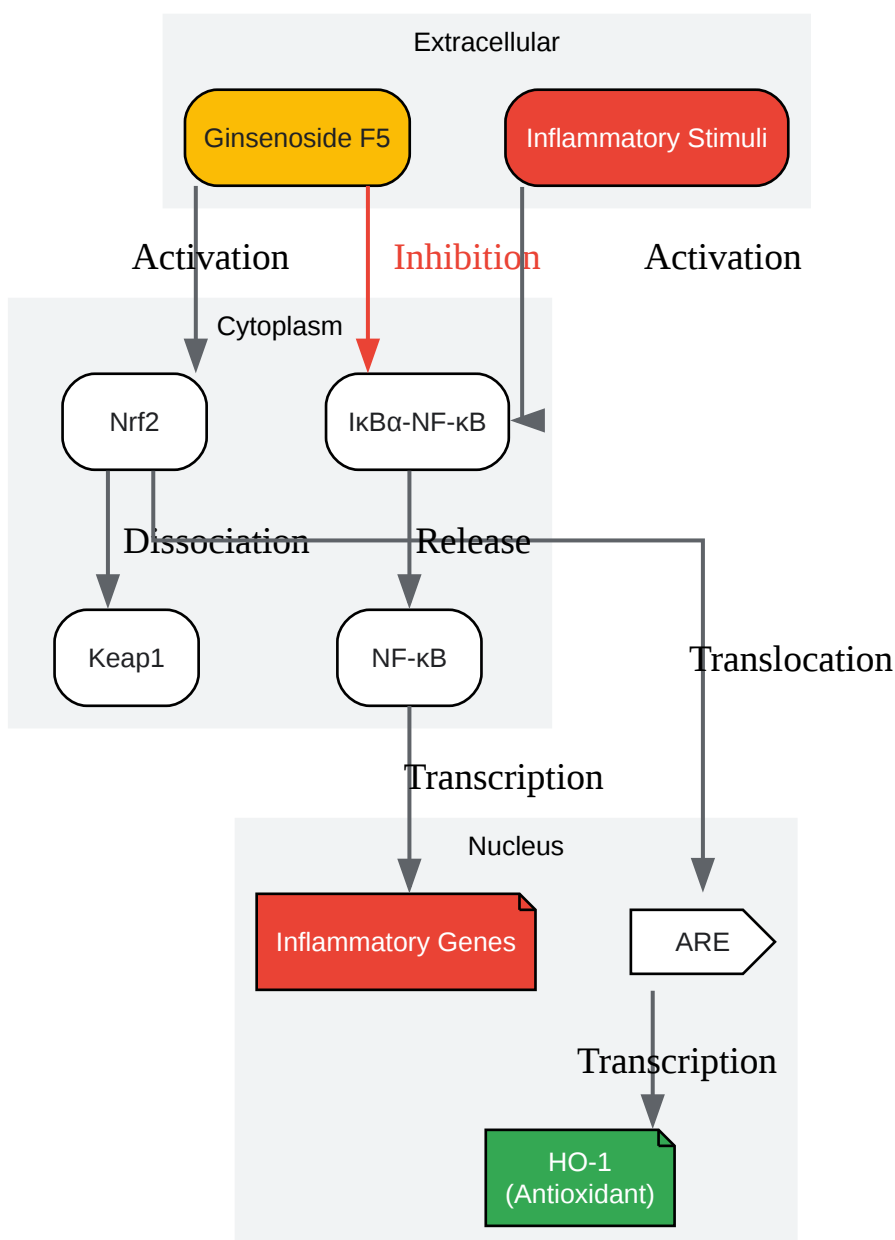 Extracellular
Ginsenoside F5
Inflammatory Stimuli
Activation
Inhibition
Activation
Cytoplasm
Nrf2
IκBα-NF-κB
Dissociation
Release
Keap1
NF-κB
Translocation
Transcription
Nucleus
Inflammatory Genes
ARE
Transcription
HO-1
(Antioxidant)